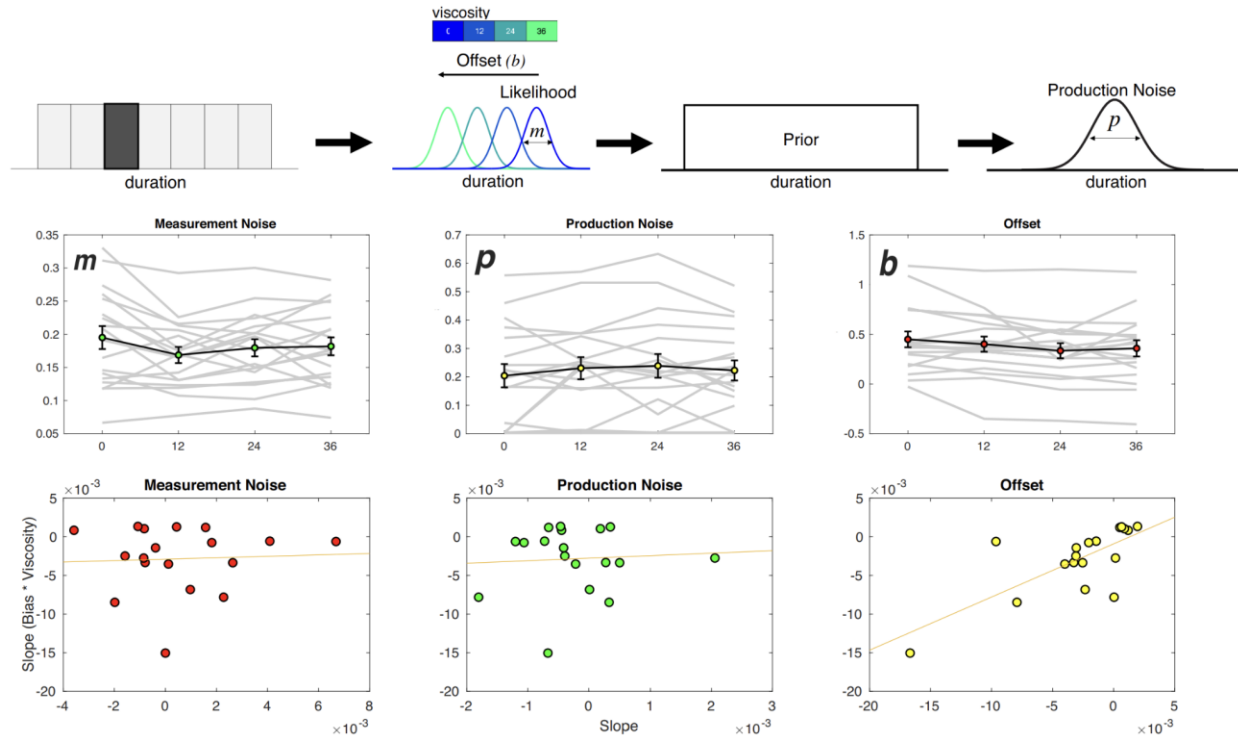 viscosity
0 12 24 36
Offset (b)
Likelihood
m
Prior
Production Noise
p
duration
duration
duration
duration
Measurement Noise
0.35
0.3
0.25
0.2
0.15
0.1
0.05
m
0 12 24 36
Production Noise
0.7
0.6
0.5
0.4
0.3
0.2
0.1
0
p
0 12 24 36
Offset
1.5
1
0.5
0
-0.5
b
0 12 24 36
Measurement Noise
×10⁻³
5
0
-5
-10
-15
-20
Slope (Bias * Viscosity)
-4 -2 0 2 4 6 8
×10⁻³
Production Noise
×10⁻³
5
0
-5
-10
-15
-20
-2 -1 0 1 2 3
Slope
×10⁻³
Offset
×10⁻³
5
0
-5
-10
-15
-20
-20 -15 -10 -5 0 5
×10⁻³